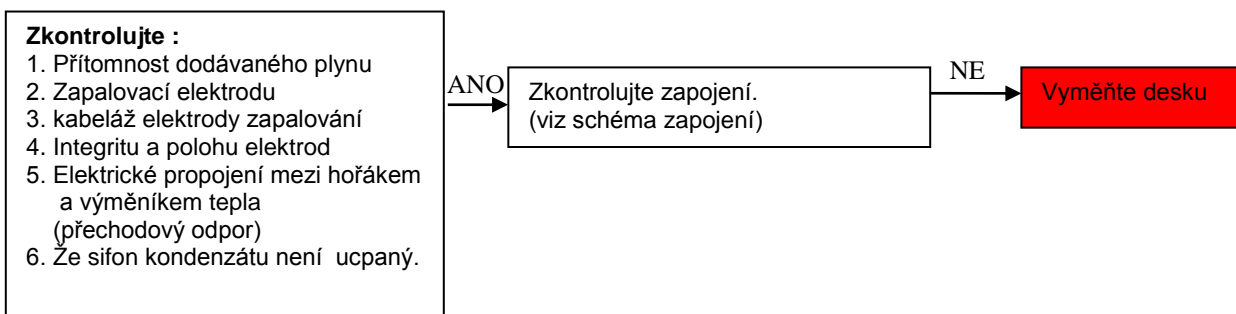 Zkontrolujte :
1. Přítomnost dodávaného plynu
2. Zapalovací elektrodu
3. kabeláž elektrody zapalování
4. Integritu a polohu elektrod
5. Elektrické propojení mezi hořákem
a výměníkem tepla
(přechodový odpor)
6. Že sifon kondenzátu není ucpaný.
ANO
Zkontrolujte zapojení.
(viz schéma zapojení)
NE
Vyměňte desku